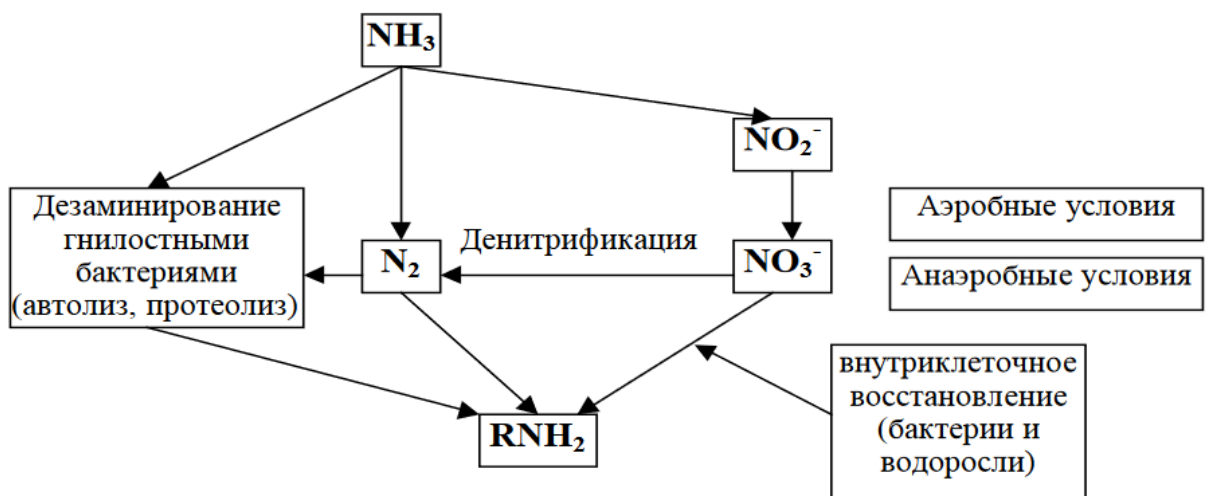 NH₃
NO₂⁻
Дезаминирование
гнилостными
бактериями
(автолиз, протеолиз)
Аэробные условия
Денитрификация
N₂
NO₃⁻
Анаэробные условия
внутриклеточное
восстановление
(бактерии и
водоросли)
RNH₂